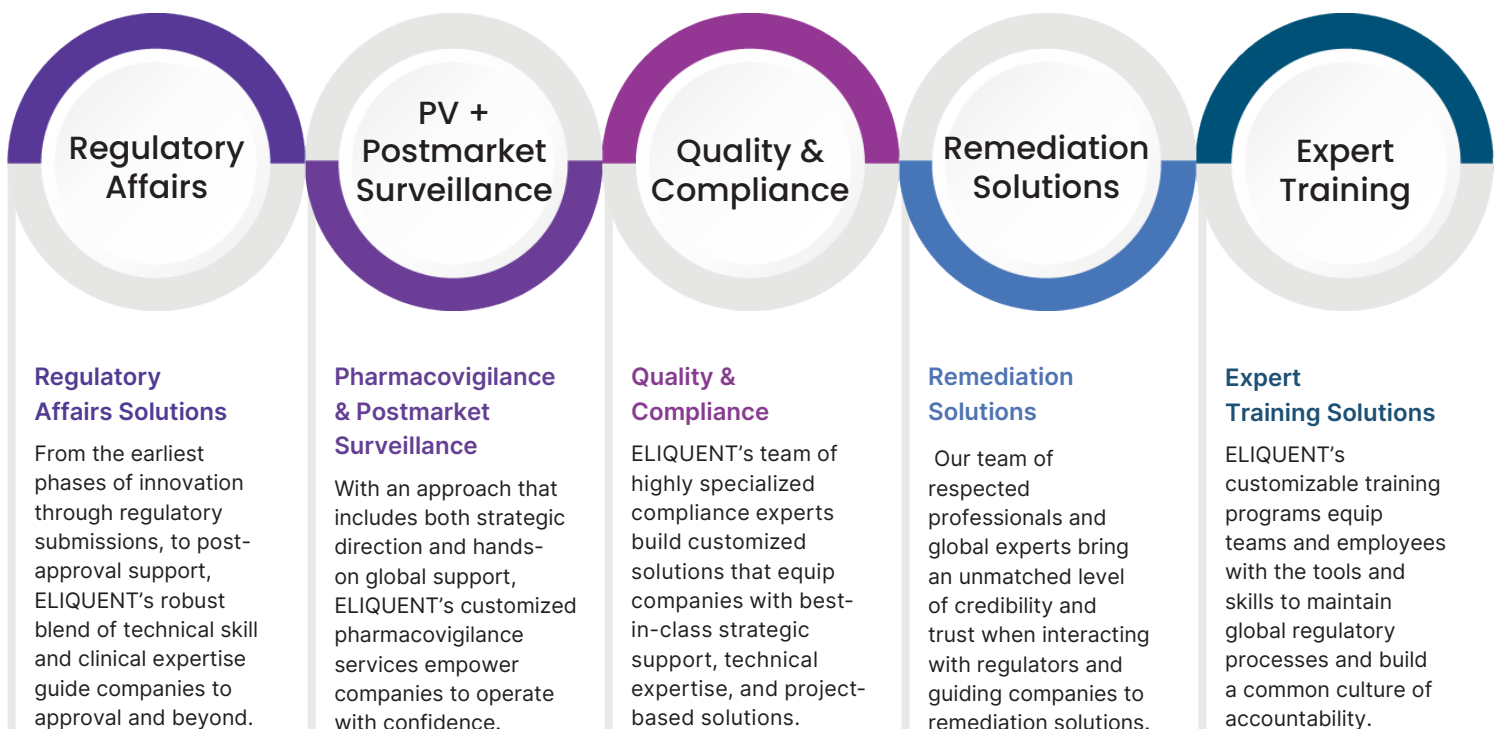 Regulatory
Affairs
PV +
Postmarket
Surveillance
Quality &
Compliance
Remediation
Solutions
Expert
Training
Regulatory
Affairs Solutions
From the earliest
phases of innovation
through regulatory
submissions, to post-
approval support,
ELIQUENT’s robust
blend of technical skill
and clinical expertise
guide companies to
approval and beyond.
Pharmacovigilance
& Postmarket
Surveillance
With an approach that
includes both strategic
direction and hands-
on global support,
ELIQUENT’s customized
pharmacovigilance
services empower
companies to operate
with confidence.
Quality &
Compliance
ELIQUENT’s team of
highly specialized
compliance experts
build customized
solutions that equip
companies with best-
in-class strategic
support, technical
expertise, and project-
based solutions.
Remediation
Solutions
Our team of
respected
professionals and
global experts bring
an unmatched level
of credibility and
trust when interacting
with regulators and
guiding companies to
remediation solutions.
Expert
Training Solutions
ELIQUENT’s
customizable training
programs equip
teams and employees
with the tools and
skills to maintain
global regulatory
processes and build
a common culture of
accountability.